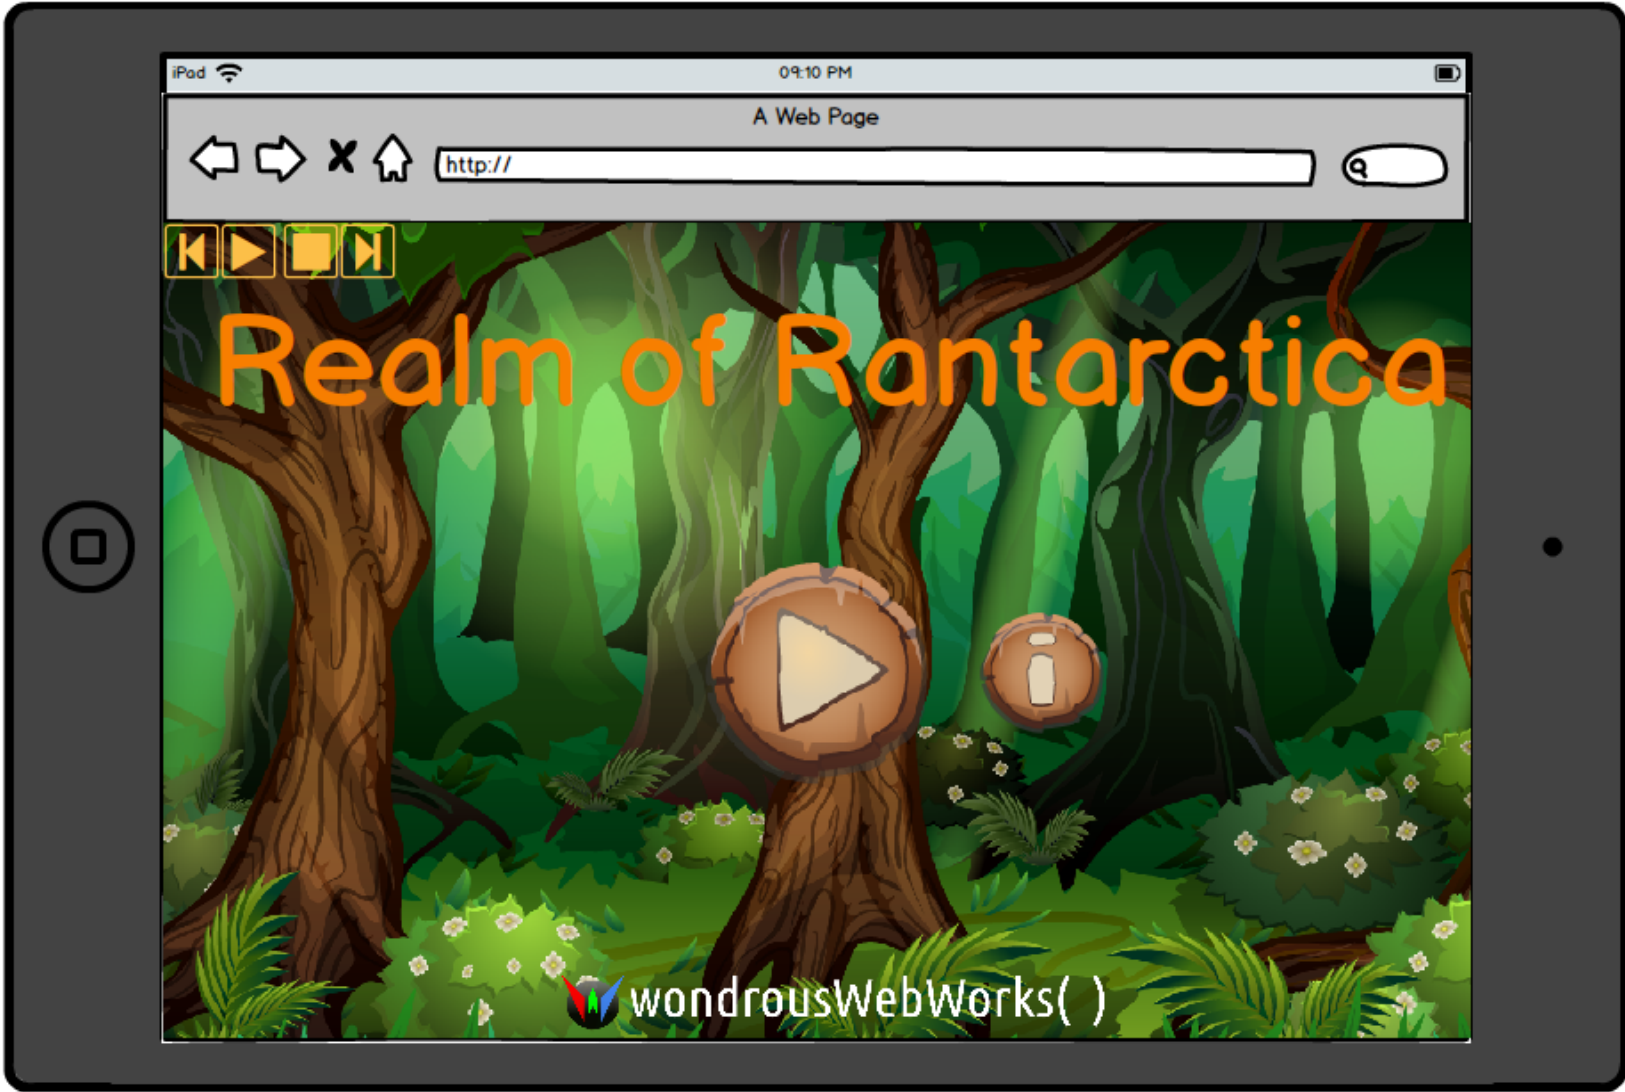 iPad
09:10 PM
A Web Page
http://
Realm of Rantarctica
i
wondrousWebWorks( )